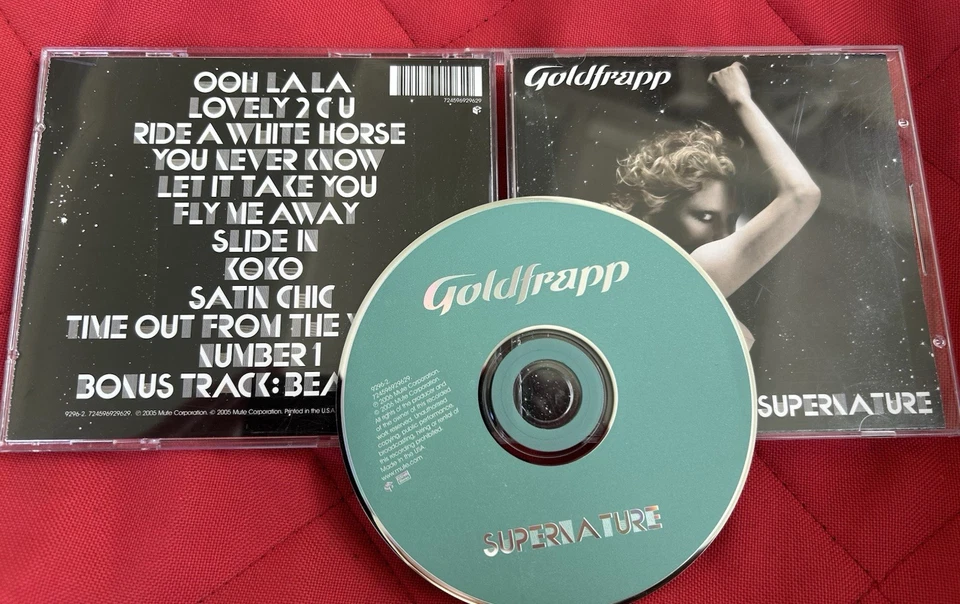 OOH LA LA
LOVELY 2 C U
RIDE A WHITE HORSE
YOU NEVER KNOW
LET IT TAKE YOU
FLY ME AWAY
SLIDE IN
KOKO
SATIN CHIC
TIME OUT FROM THE
NUMBER 1
BONUS TRACK: BEA
9296-2. 724596929629. ℗ 2005 Mute Corporation. © 2005 Mute Corporation. Printed in the U.S.A.
724596929629
Goldfrapp
SUPERNATURE
Goldfrapp
9296-2
724596929629
℗ 2005 Mute Corporation.
© 2005 Mute Corporation.
All rights of the producer and
of the owner of the recorded
work reserved. Unauthorised
copying, public performance,
broadcasting, hiring or rental of
this recording prohibited.
Made in the USA
www.mute.com
SUPERNATURE